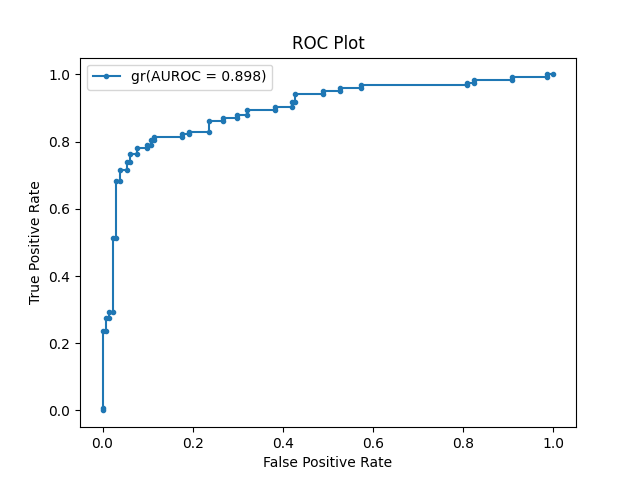 ROC Plot
gr(AUROC = 0.898)
1.0
0.8
0.6
0.4
0.2
0.0
True Positive Rate
0.0 0.2 0.4 0.6 0.8 1.0
False Positive Rate